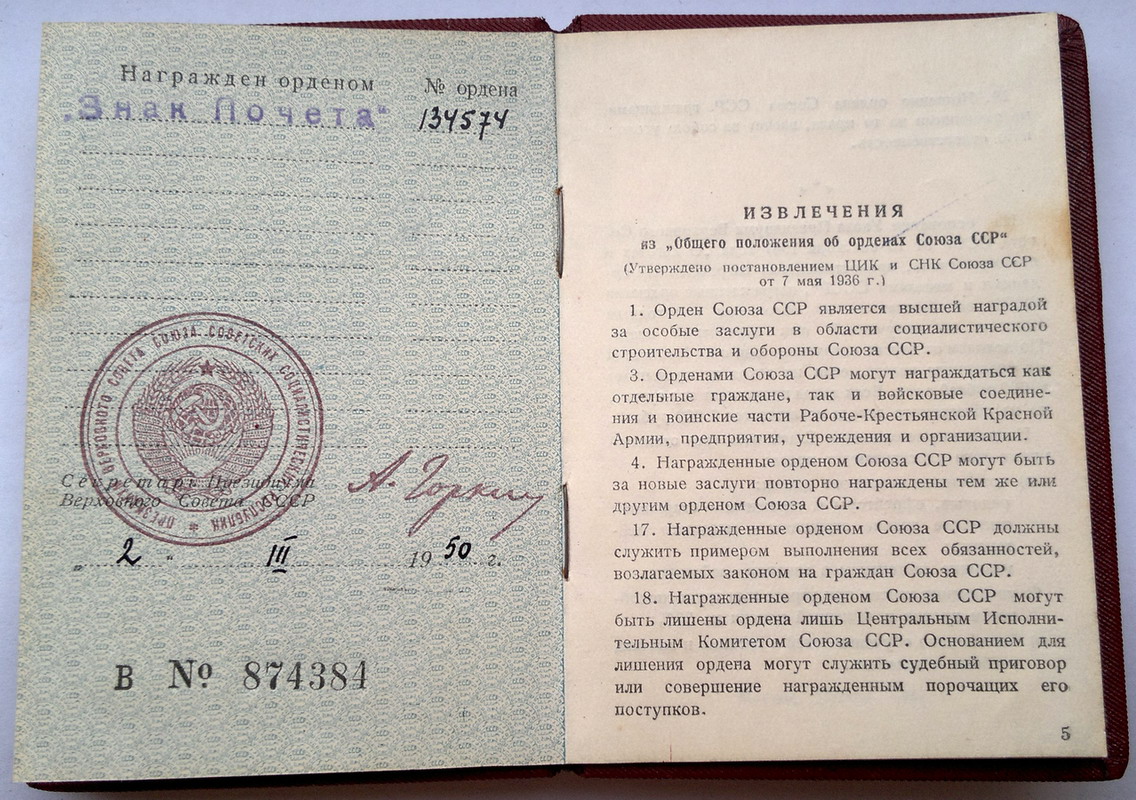 Награжден орденом
№ ордена
„Знак Почета“
134574
ВЕРХОВНОГО СОВЕТА СОЮЗА СОВЕТСКИХ СОЦИАЛИСТИЧЕСКИХ
Секретарь Президиума
Верховного Совета СССР
А. Горкин
„ 2 “ III 1950 г.
В № 874384
ИЗВЛЕЧЕНИЯ
из „Общего положения об орденах Союза ССР“
(Утверждено постановлением ЦИК и СНК Союза ССР
от 7 мая 1936 г.)
1. Орден Союза ССР является высшей наградой
за особые заслуги в области социалистического
строительства и обороны Союза ССР.
3. Орденами Союза ССР могут награждаться как
отдельные граждане, так и войсковые соедине-
ния и воинские части Рабоче-Крестьянской Красной
Армии, предприятия, учреждения и организации.
4. Награжденные орденом Союза ССР могут быть
за новые заслуги повторно награждены тем же или
другим орденом Союза ССР.
17. Награжденные орденом Союза ССР должны
служить примером выполнения всех обязанностей,
возлагаемых законом на граждан Союза ССР.
18. Награжденные орденом Союза ССР могут
быть лишены ордена лишь Центральным Исполни-
тельным Комитетом Союза ССР. Основанием для
лишения ордена могут служить судебный приговор
или совершение награжденным порочащих его
поступков.
5